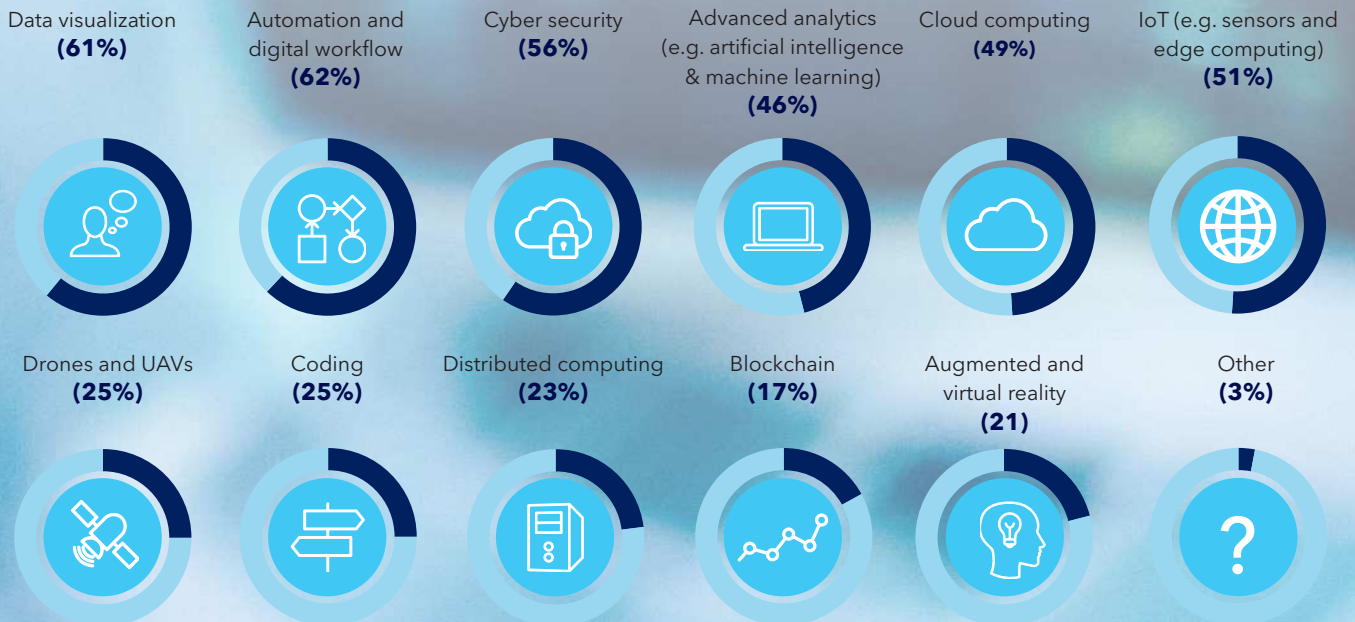 Data visualization
(61%)
Automation and
digital workflow
(62%)
Cyber security
(56%)
Advanced analytics
(e.g. artificial intelligence
& machine learning)
(46%)
Cloud computing
(49%)
IoT (e.g. sensors and
edge computing)
(51%)
Drones and UAVs
(25%)
Coding
(25%)
Distributed computing
(23%)
Blockchain
(17%)
Augmented and
virtual reality
(21)
Other
(3%)
?